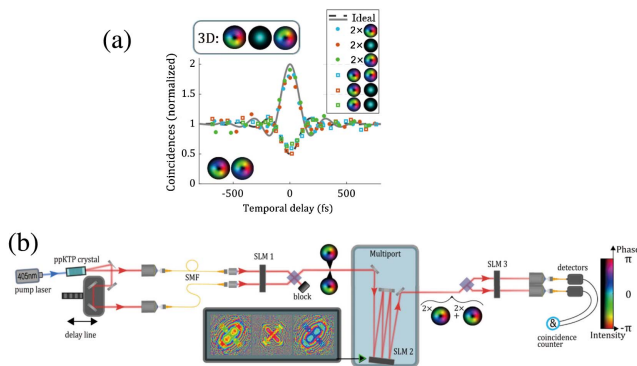 (a)
3D:
Ideal
2×
2×
2×
Coincidences (normalized)
2
1.5
1
0.5
0
-500
0
500
Temporal delay (fs)
(b)
ppKTP crystal
405nm
pump laser
delay line
SMF
SLM 1
block
Multiport
SLM 2
2× + 2×
SLM 3
detectors
&
coincidence
counter
Phase
π
0
-π
Intensity